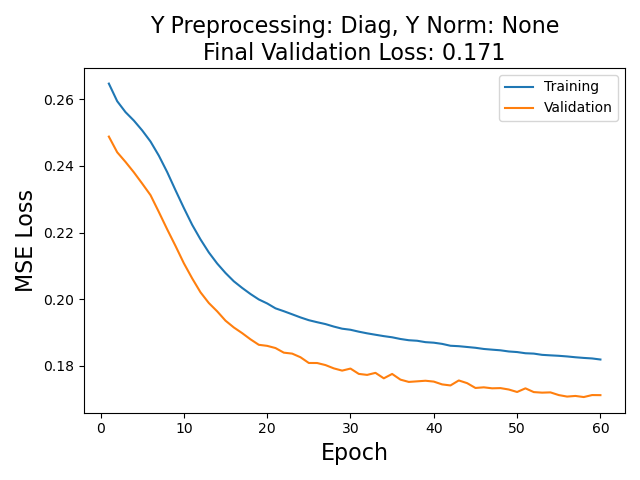 Y Preprocessing: Diag, Y Norm: None
Final Validation Loss: 0.171
Training
Validation
0.26
0.24
0.22
0.20
0.18
MSE Loss
0 10 20 30 40 50 60
Epoch